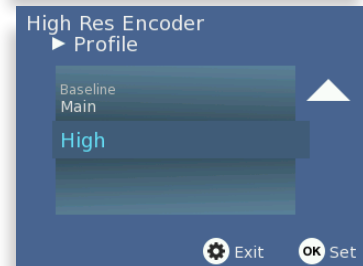 High Res Encoder
Profile
Baseline
Main
High
Exit OK Set